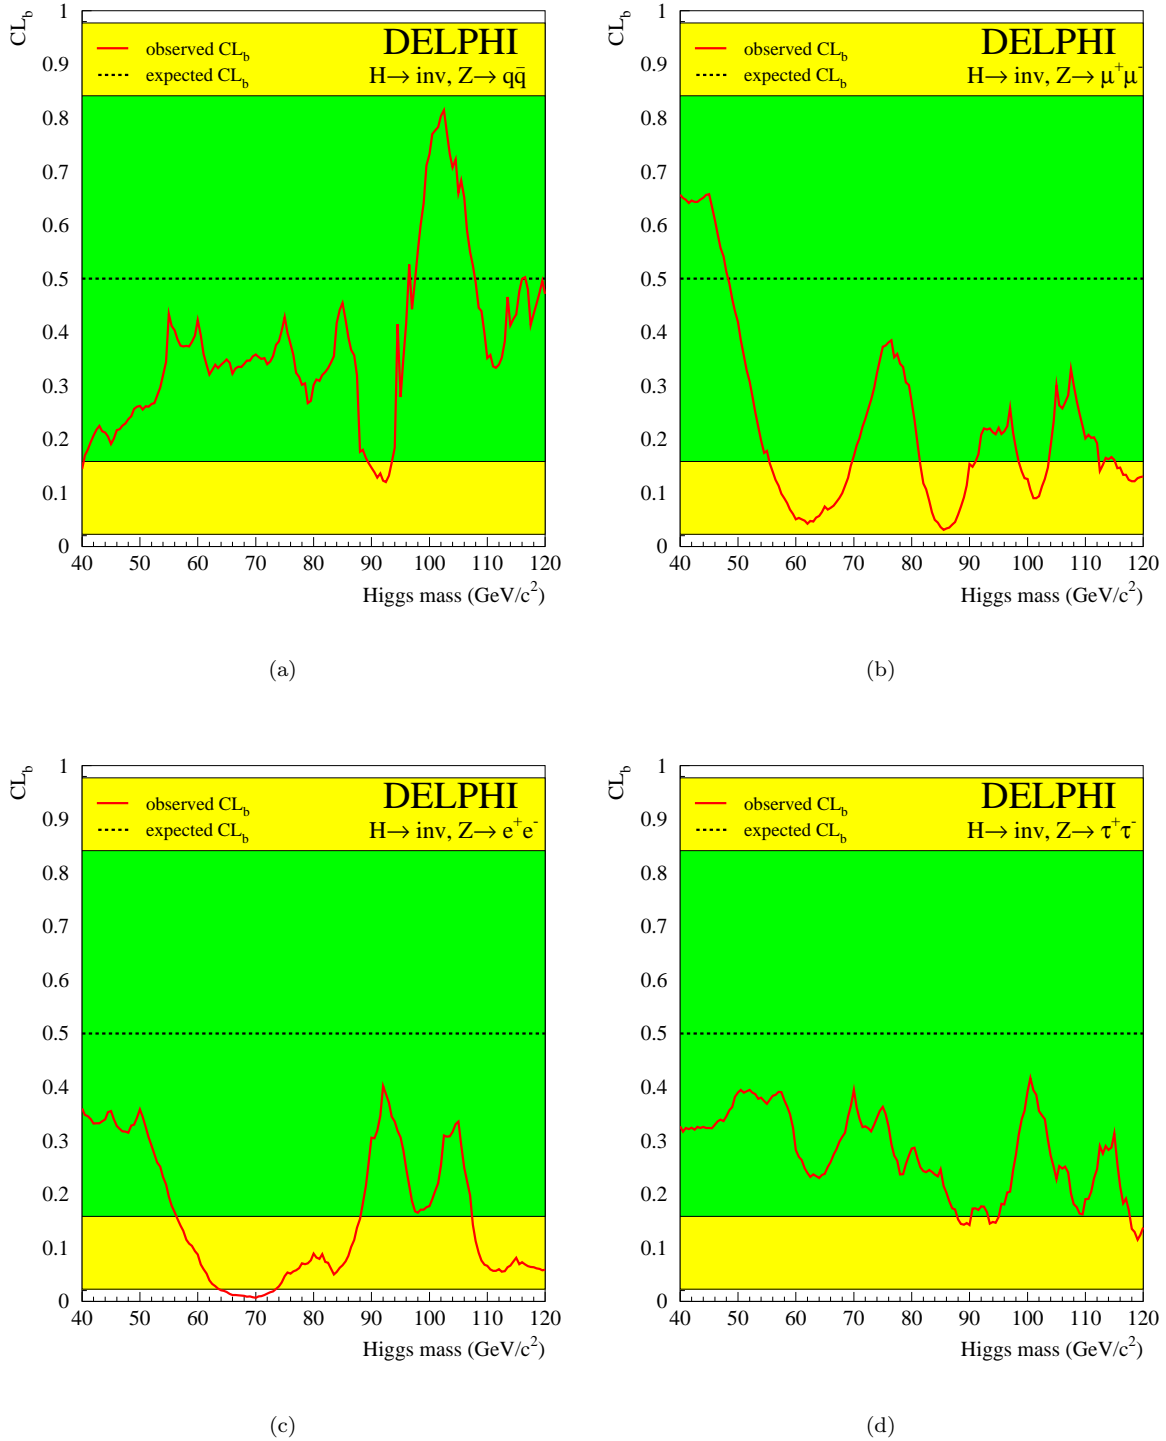 CL_b
1
0.9
0.8
0.7
0.6
0.5
0.4
0.3
0.2
0.1
0
observed CL_b
expected CL_b
DELPHI
H→ inv, Z→ qq̄
40 50 60 70 80 90 100 110 120
Higgs mass (GeV/c²)
(a)
CL_b
1
0.9
0.8
0.7
0.6
0.5
0.4
0.3
0.2
0.1
0
observed CL_b
expected CL_b
DELPHI
H→ inv, Z→ μ⁺μ⁻
40 50 60 70 80 90 100 110 120
Higgs mass (GeV/c²)
(b)
CL_b
1
0.9
0.8
0.7
0.6
0.5
0.4
0.3
0.2
0.1
0
observed CL_b
expected CL_b
DELPHI
H→ inv, Z→ e⁺e⁻
40 50 60 70 80 90 100 110 120
Higgs mass (GeV/c²)
(c)
CL_b
1
0.9
0.8
0.7
0.6
0.5
0.4
0.3
0.2
0.1
0
observed CL_b
expected CL_b
DELPHI
H→ inv, Z→ τ⁺τ⁻
40 50 60 70 80 90 100 110 120
Higgs mass (GeV/c²)
(d)